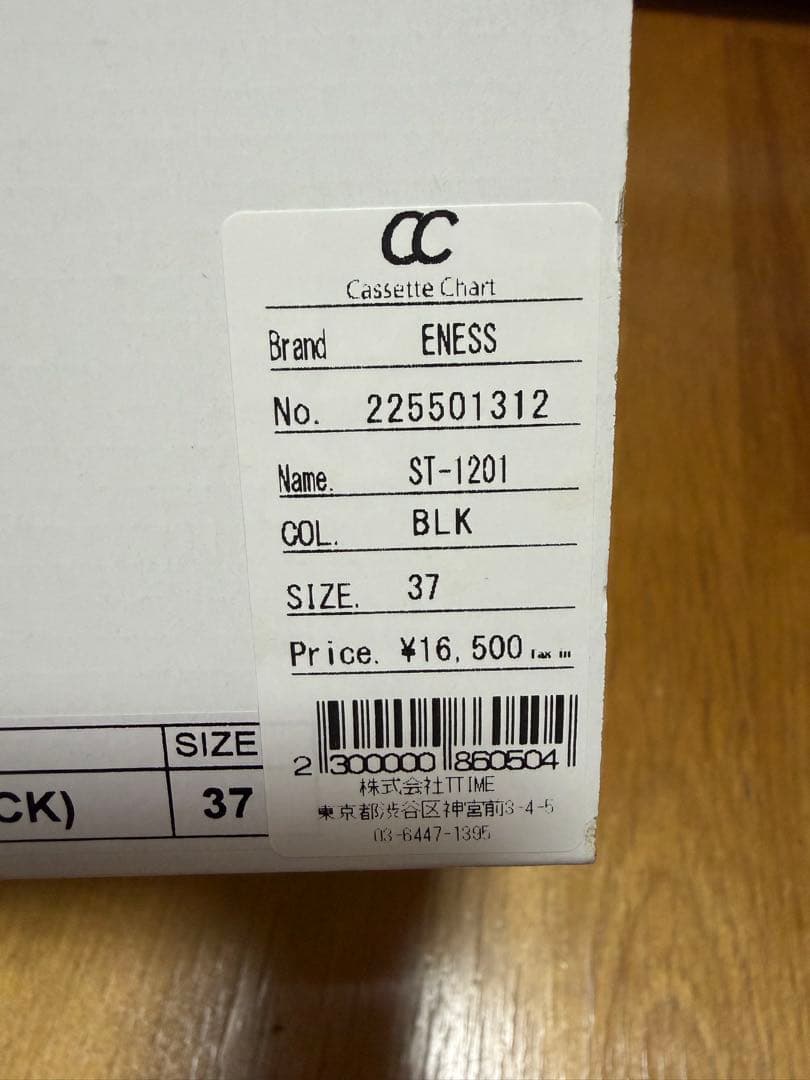 CC
Cassette Chart
Brand ENESS
No. 225501312
Name. ST-1201
COL. BLK
SIZE. 37
Price. ¥16,500 Tax in
2 300000 860504
株式会社TTIME
東京都渋谷区神宮前3-4-5
03-6447-1395
SIZE
CK) 37